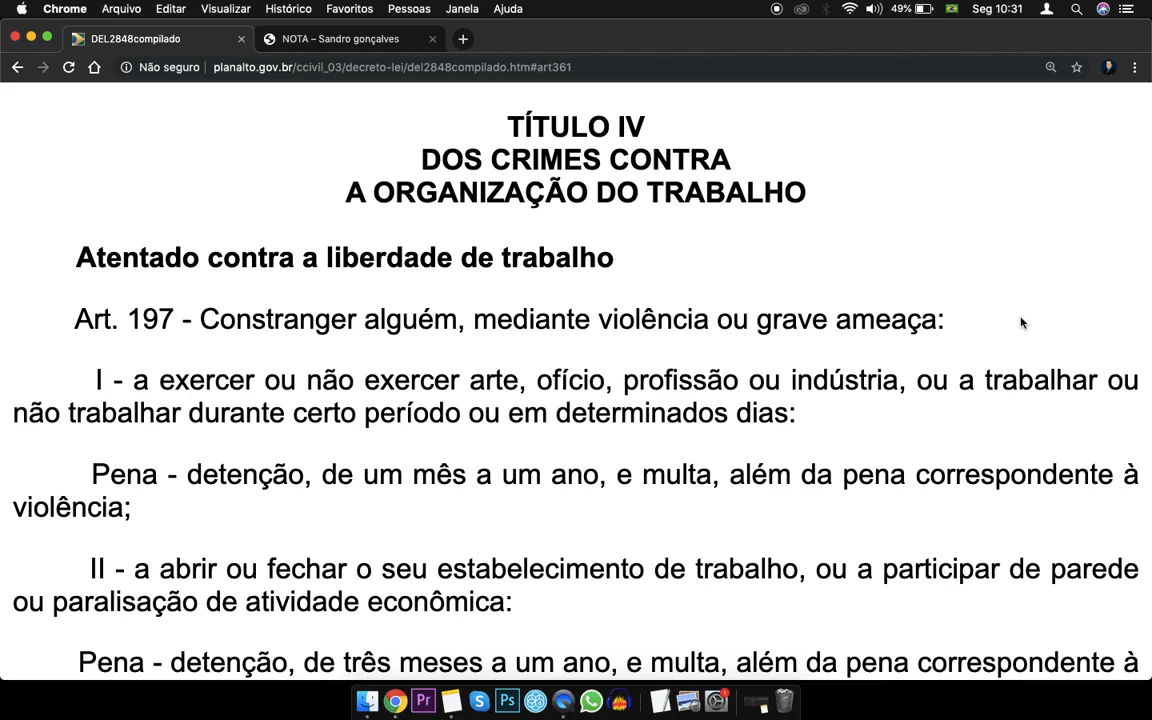 Chrome Arquivo Editar Visualizar Histórico Favoritos Pessoas Janela Ajuda 49% Seg 10:31
DEL2848compilado NOTA – Sandro gonçalves
Não seguro planalto.gov.br/ccivil_03/decreto-lei/del2848compilado.htm#art361
TÍTULO IV
DOS CRIMES CONTRA
A ORGANIZAÇÃO DO TRABALHO
Atentado contra a liberdade de trabalho
Art. 197 - Constranger alguém, mediante violência ou grave ameaça:
I - a exercer ou não exercer arte, ofício, profissão ou indústria, ou a trabalhar ou
não trabalhar durante certo período ou em determinados dias:
Pena - detenção, de um mês a um ano, e multa, além da pena correspondente à
violência;
II - a abrir ou fechar o seu estabelecimento de trabalho, ou a participar de parede
ou paralisação de atividade econômica:
Pena - detenção, de três meses a um ano, e multa, além da pena correspondente à
Pr Ps